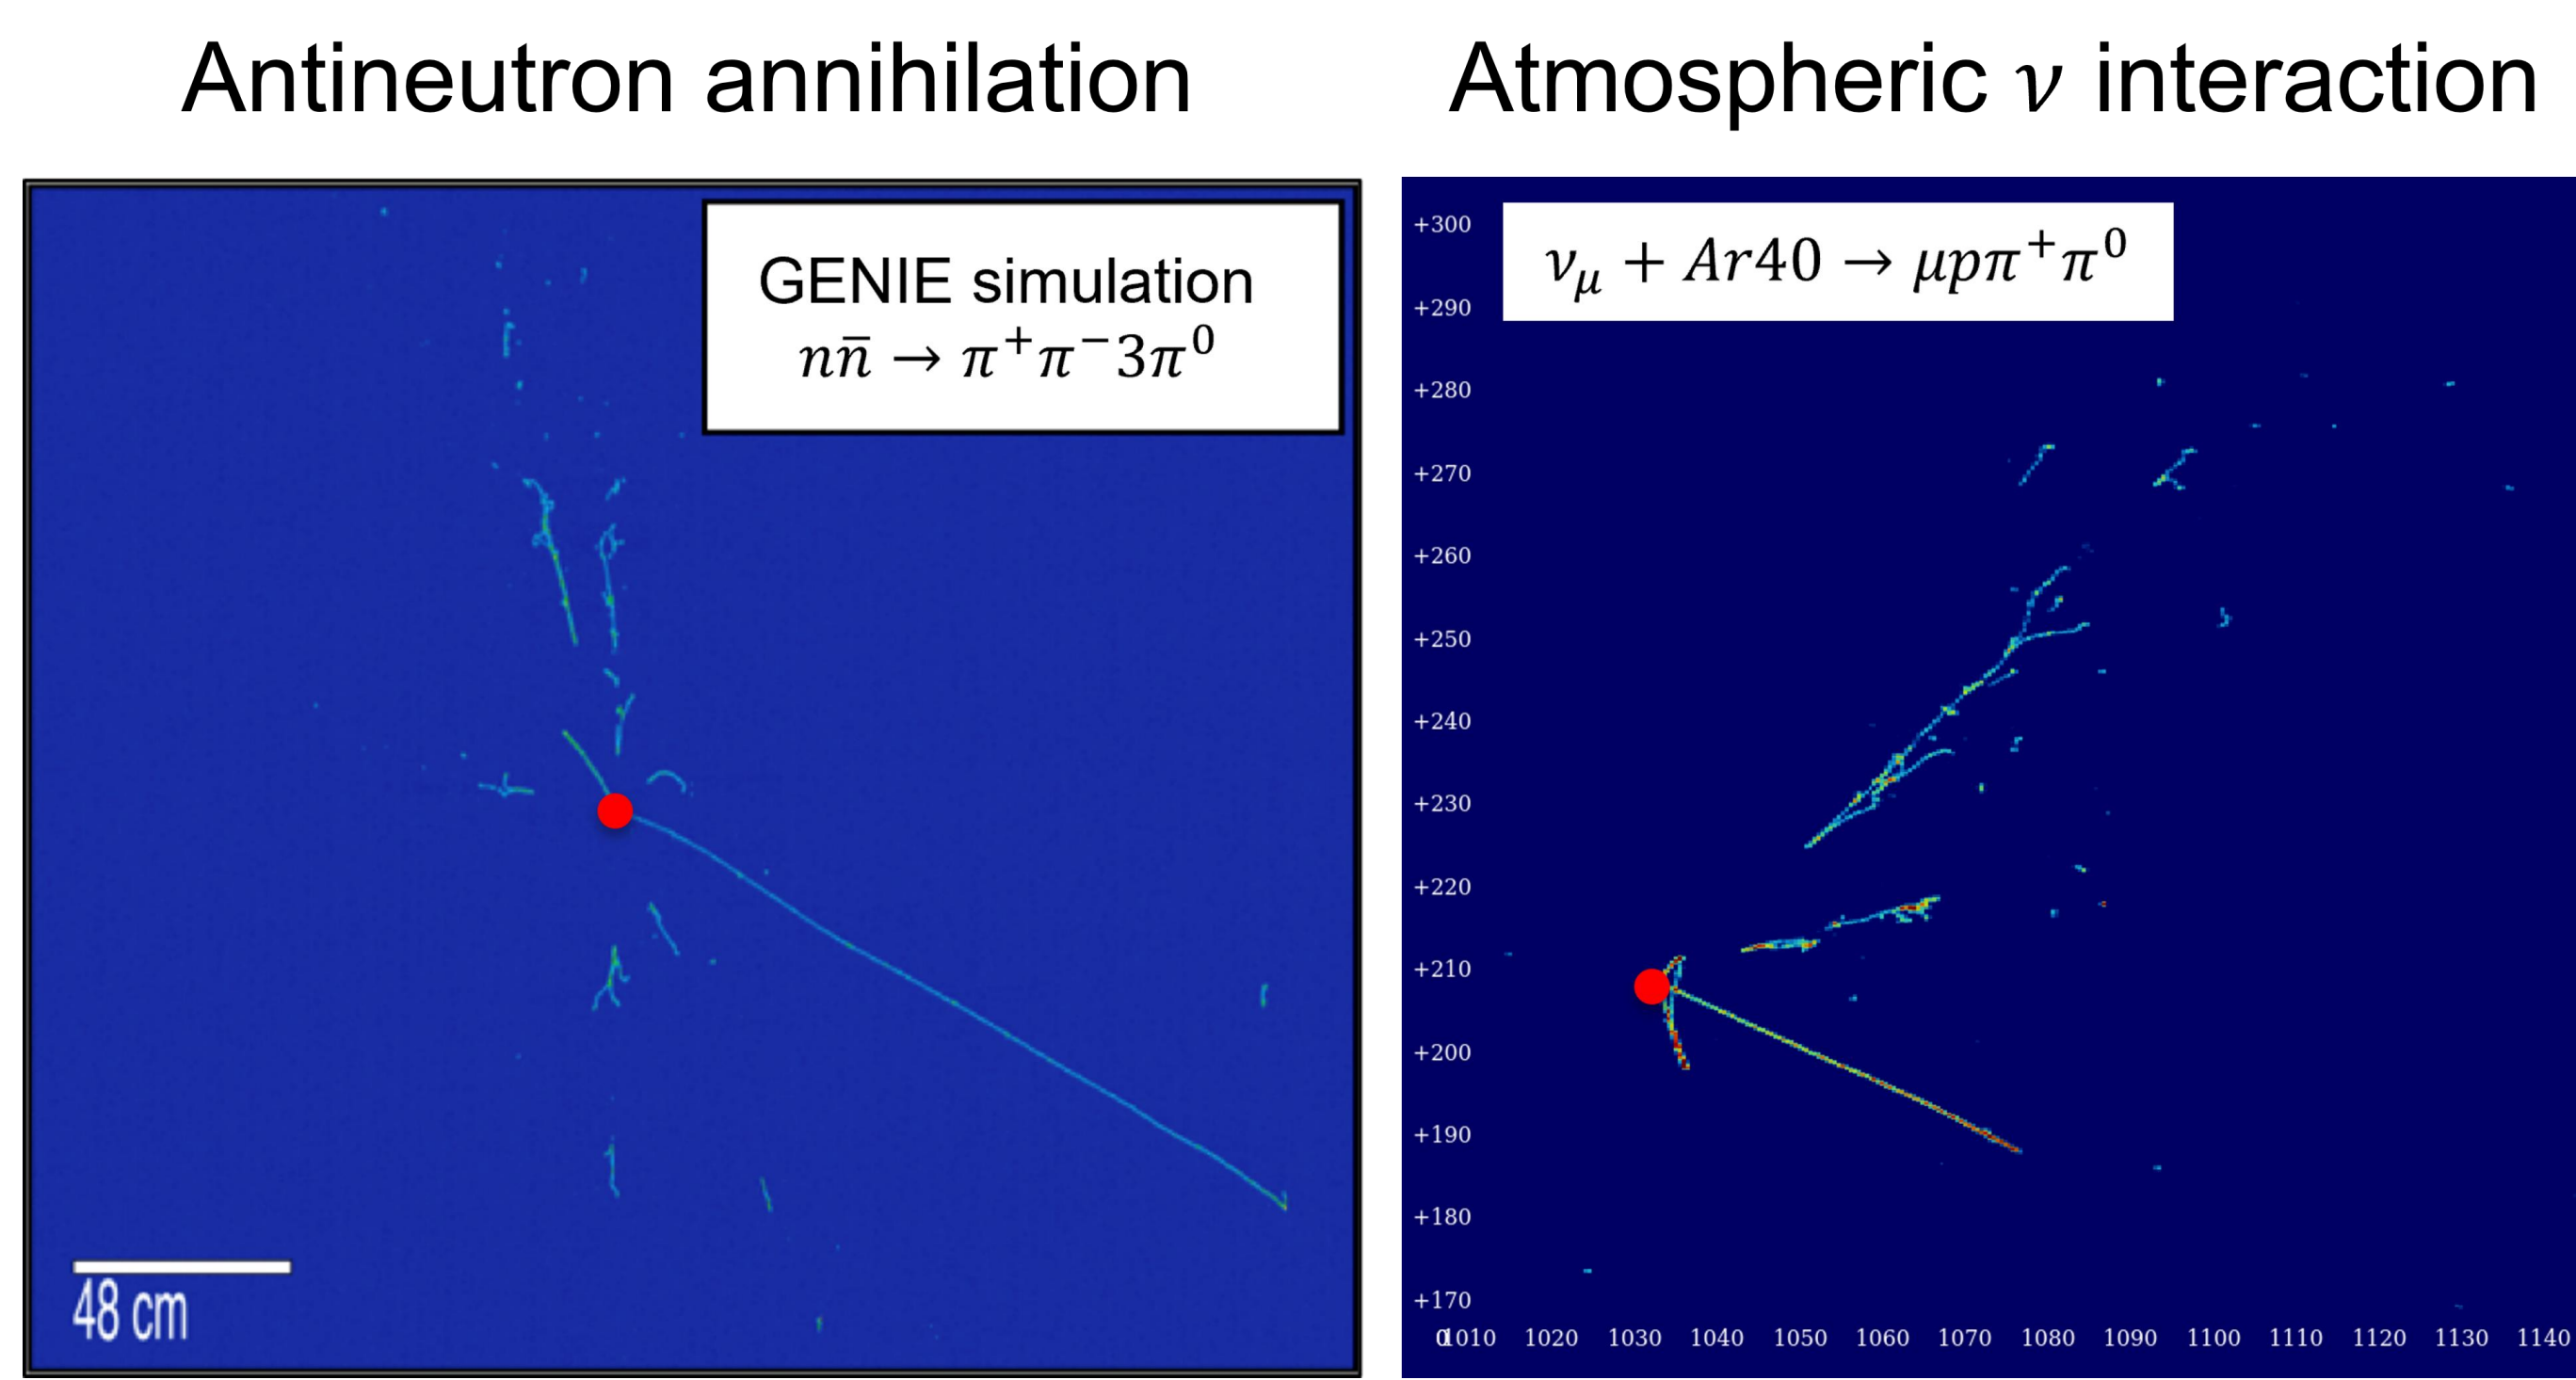 Antineutron annihilation
Atmospheric ν interaction
GENIE simulation
nn̄ → π⁺π⁻3π⁰
48 cm
ν_μ + Ar40 → μpπ⁺π⁰
+300
+290
+280
+270
+260
+250
+240
+230
+220
+210
+200
+190
+180
+170
0 1010 1020 1030 1040 1050 1060 1070 1080 1090 1100 1110 1120 1130 1140